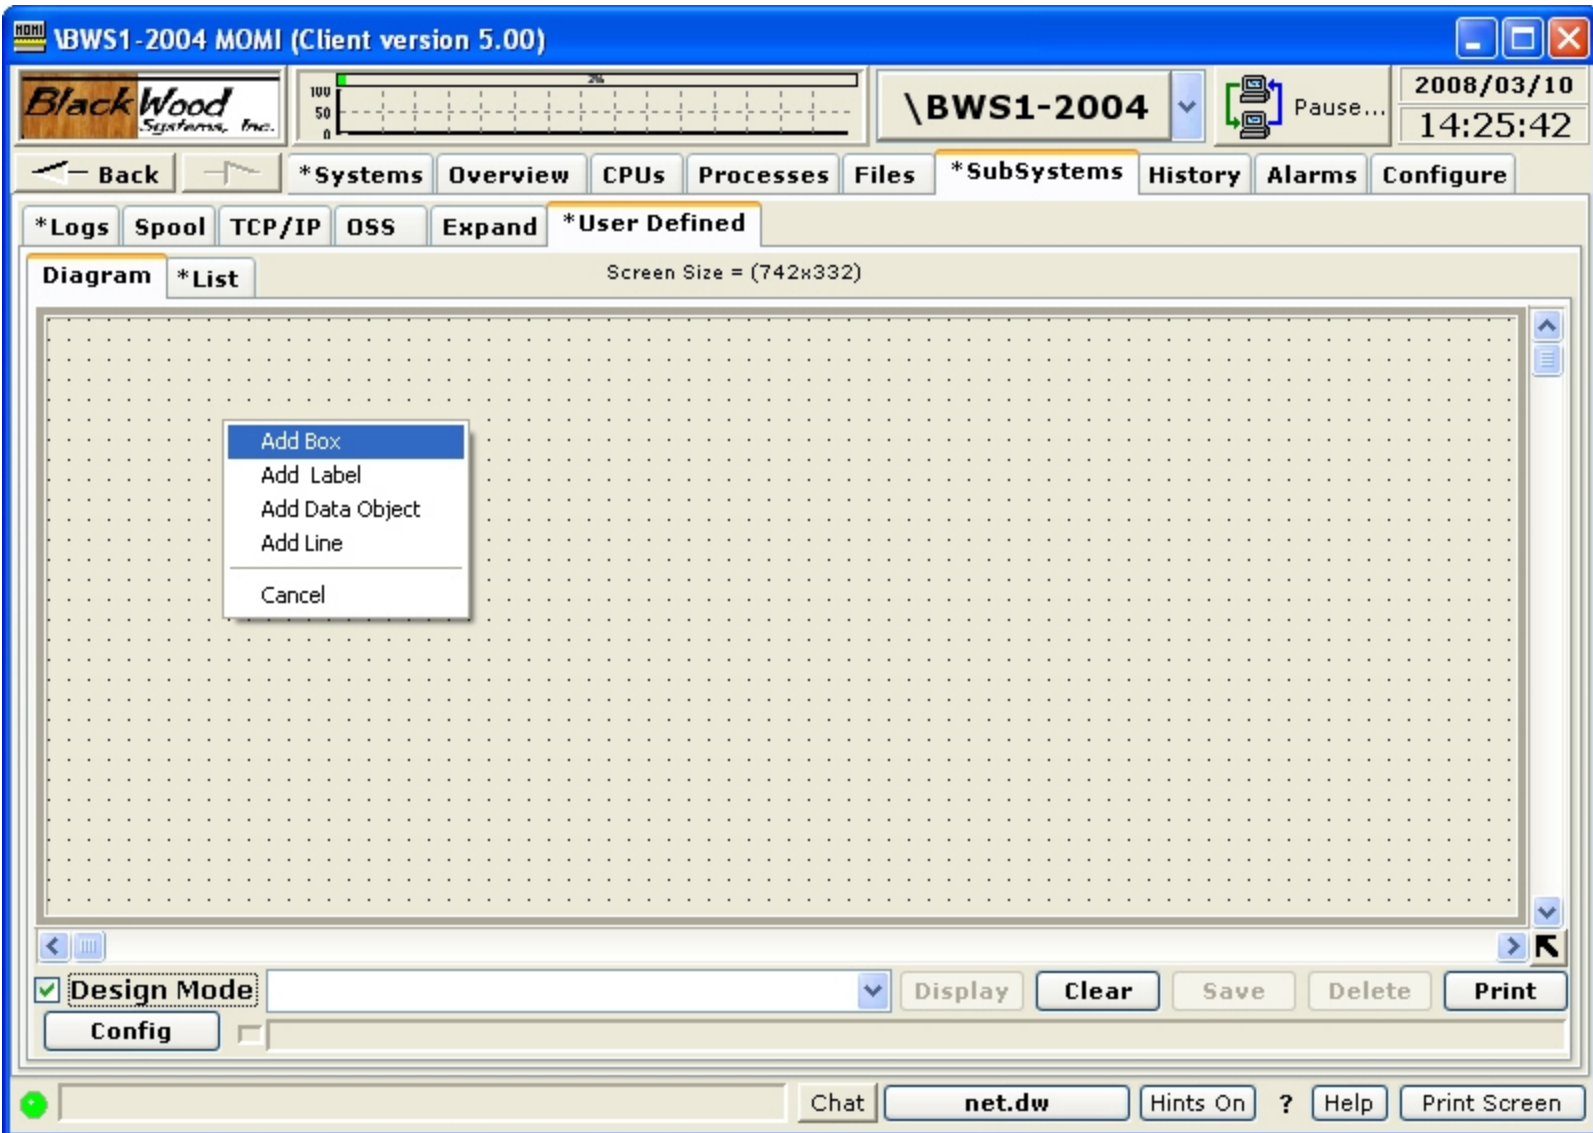 MOMI \BWS1-2004 MOMI (Client version 5.00)
BlackWood Systems, Inc.
2%
100
50
0
\BWS1-2004
Pause...
2008/03/10
14:25:42
Back *Systems Overview CPUs Processes Files *SubSystems History Alarms Configure
*Logs Spool TCP/IP OSS Expand *User Defined
Diagram *List Screen Size = (742x332)
Add Box
Add Label
Add Data Object
Add Line
Cancel
Design Mode Display Clear Save Delete Print
Config
Chat net.dw Hints On ? Help Print Screen